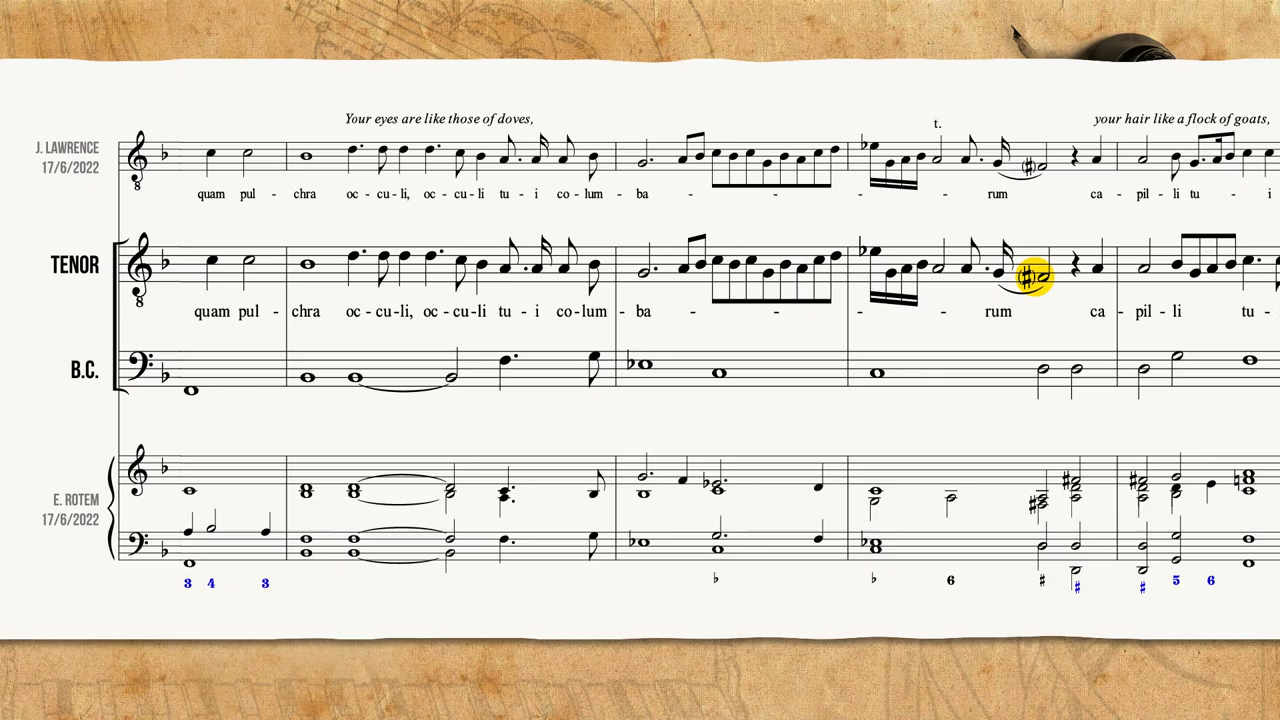 Your eyes are like those of doves, your hair like a flock of goats,
t.
J. LAWRENCE
17/6/2022
quam pul - chra oc - cu - li, oc - cu - li tu - i co - lum - ba - - - - - rum ca - pil - li tu - i
TENOR
quam pul - chra oc - cu - li, oc - cu - li tu - i co - lum - ba - - - - rum ca - pil - li tu -
B.C.
E. ROTEM
17/6/2022
3 4 3 ♭ ♭ 6 ♯ ♯ ♯ 5 6